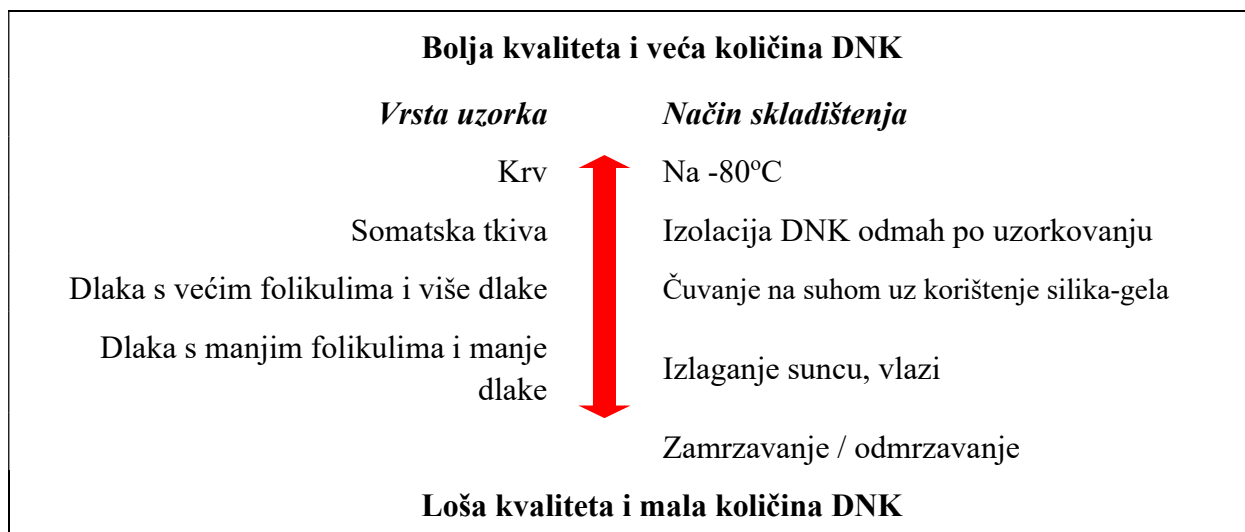 Bolja kvaliteta i veća količina DNK
Vrsta uzorka Način skladištenja
Krv Na -80ºC
Somatska tkiva Izolacija DNK odmah po uzorkovanju
Dlaka s većim folikulima i više dlake Čuvanje na suhom uz korištenje silika-gela
Dlaka s manjim folikulima i manje
dlake Izlaganje suncu, vlazi
Zamrzavanje / odmrzavanje
Loša kvaliteta i mala količina DNK